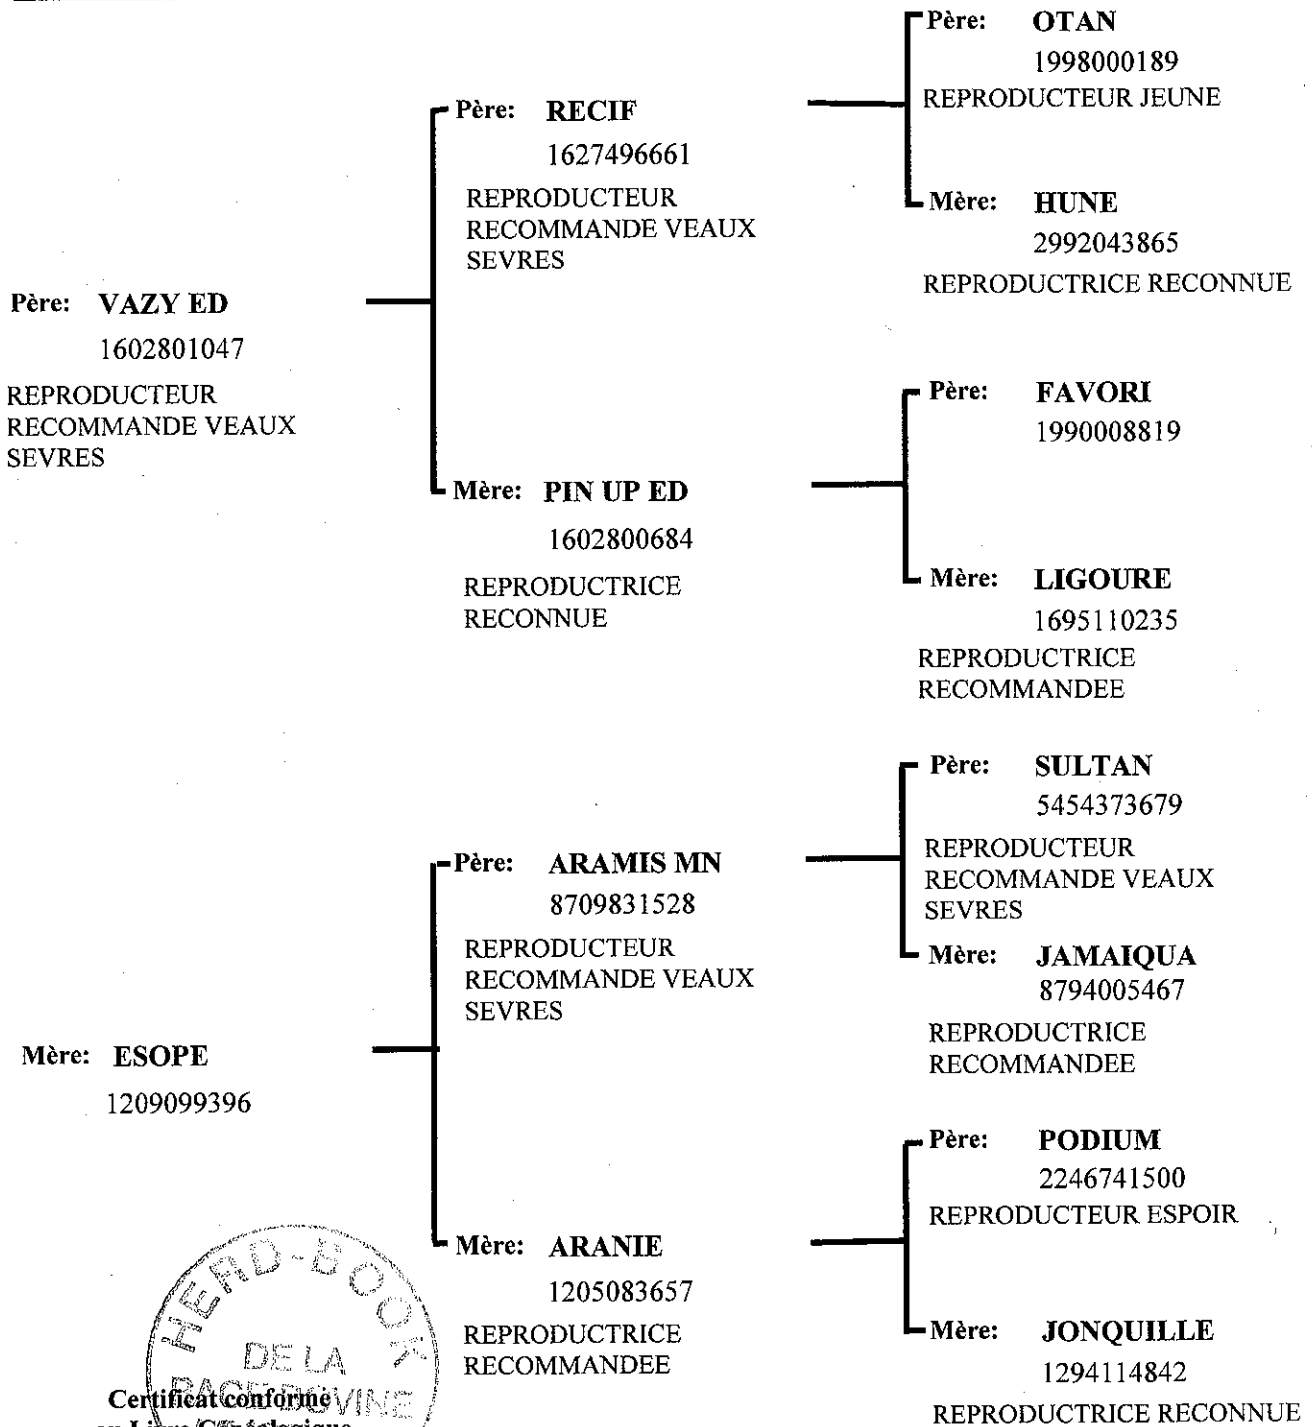 Père: OTAN
1998000189
REPRODUCTEUR JEUNE
Père: RECIF
1627496661
REPRODUCTEUR
RECOMMANDE VEAUX
SEVRES
Mère: HUNE
2992043865
REPRODUCTRICE RECONNUE
Père: VAZY ED
1602801047
REPRODUCTEUR
RECOMMANDE VEAUX
SEVRES
Père: FAVORI
1990008819
Mère: PIN UP ED
1602800684
REPRODUCTRICE
RECONNUE
Mère: LIGOURE
1695110235
REPRODUCTRICE
RECOMMANDEE
Père: SULTAN
5454373679
REPRODUCTEUR
RECOMMANDE VEAUX
SEVRES
Père: ARAMIS MN
8709831528
REPRODUCTEUR
RECOMMANDE VEAUX
SEVRES
Mère: JAMAIQUA
8794005467
REPRODUCTRICE
RECOMMANDEE
Mère: ESOPE
1209099396
Père: PODIUM
2246741500
REPRODUCTEUR ESPOIR
Mère: ARANIE
1205083657
REPRODUCTRICE
RECOMMANDEE
Mère: JONQUILLE
1294114842
REPRODUCTRICE RECONNUE
HERD-BOOK
DE LA
RACE BOVINE
Certificat conforme